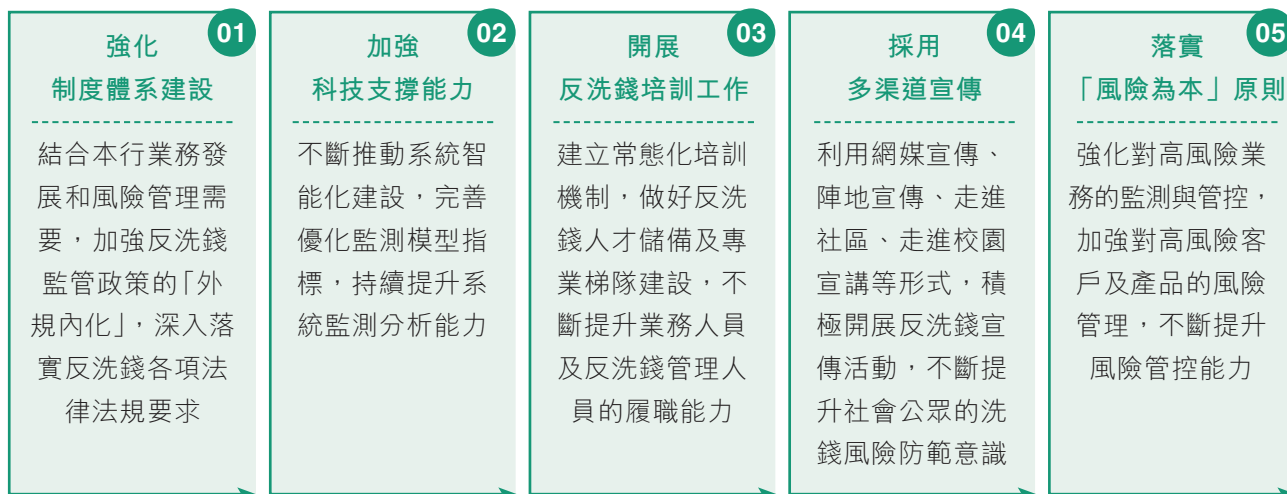 01
強化
制度體系建設
結合本行業務發
展和風險管理需
要，加強反洗錢
監管政策的「外
規內化」，深入落
實反洗錢各項法
律法規要求
02
加強
科技支撐能力
不斷推動系統智
能化建設，完善
優化監測模型指
標，持續提升系
統監測分析能力
03
開展
反洗錢培訓工作
建立常態化培訓
機制，做好反洗
錢人才儲備及專
業梯隊建設，不
斷提升業務人員
及反洗錢管理人
員的履職能力
04
採用
多渠道宣傳
利用網媒宣傳、
陣地宣傳、走進
社區、走進校園
宣講等形式，積
極開展反洗錢宣
傳活動，不斷提
升社會公眾的洗
錢風險防範意識
05
落實
「風險為本」原則
強化對高風險業
務的監測與管控，
加強對高風險客
戶及產品的風險
管理，不斷提升
風險管控能力